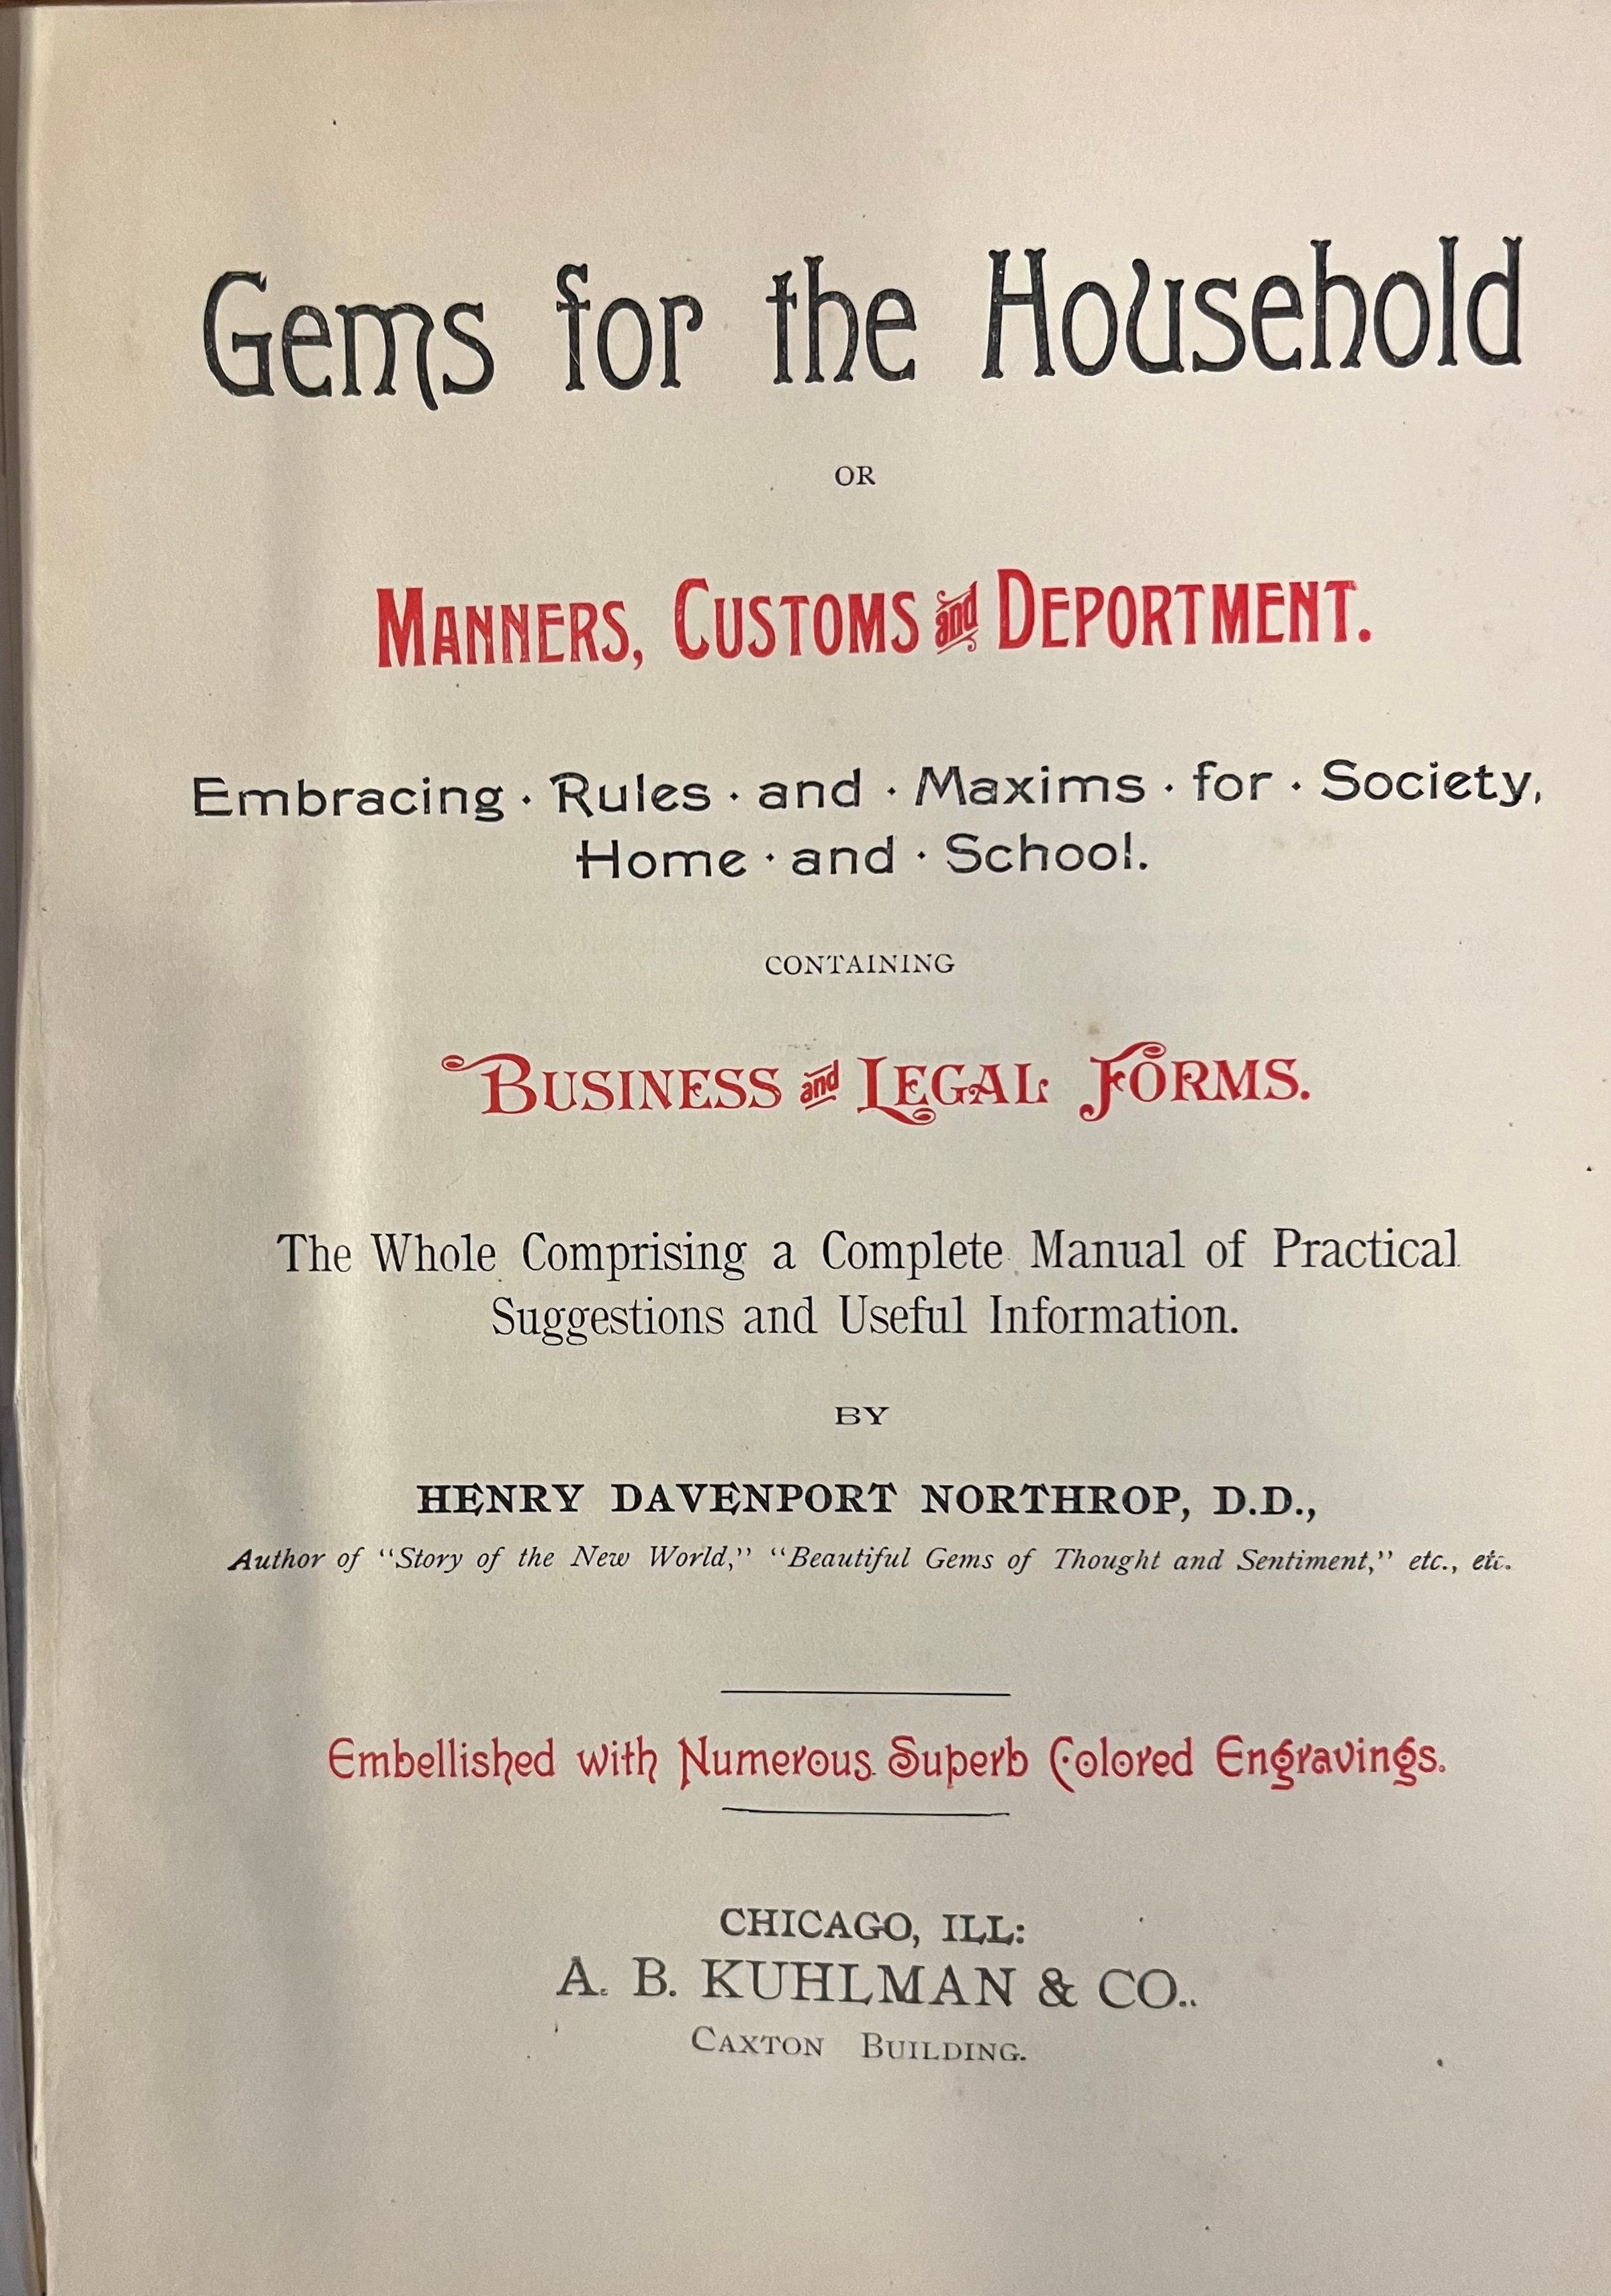 Gems for the Household
OR
MANNERS, CUSTOMS and DEPORTMENT.
Embracing · Rules · and · Maxims · for · Society,
Home · and · School.
CONTAINING
BUSINESS and LEGAL FORMS.
The Whole Comprising a Complete Manual of Practical
Suggestions and Useful Information.
BY
HENRY DAVENPORT NORTHROP, D.D.,
Author of "Story of the New World," "Beautiful Gems of Thought and Sentiment," etc., etc.
Embellished with Numerous Superb Colored Engravings.
CHICAGO, ILL:
A. B. KUHLMAN & CO..
CAXTON BUILDING.